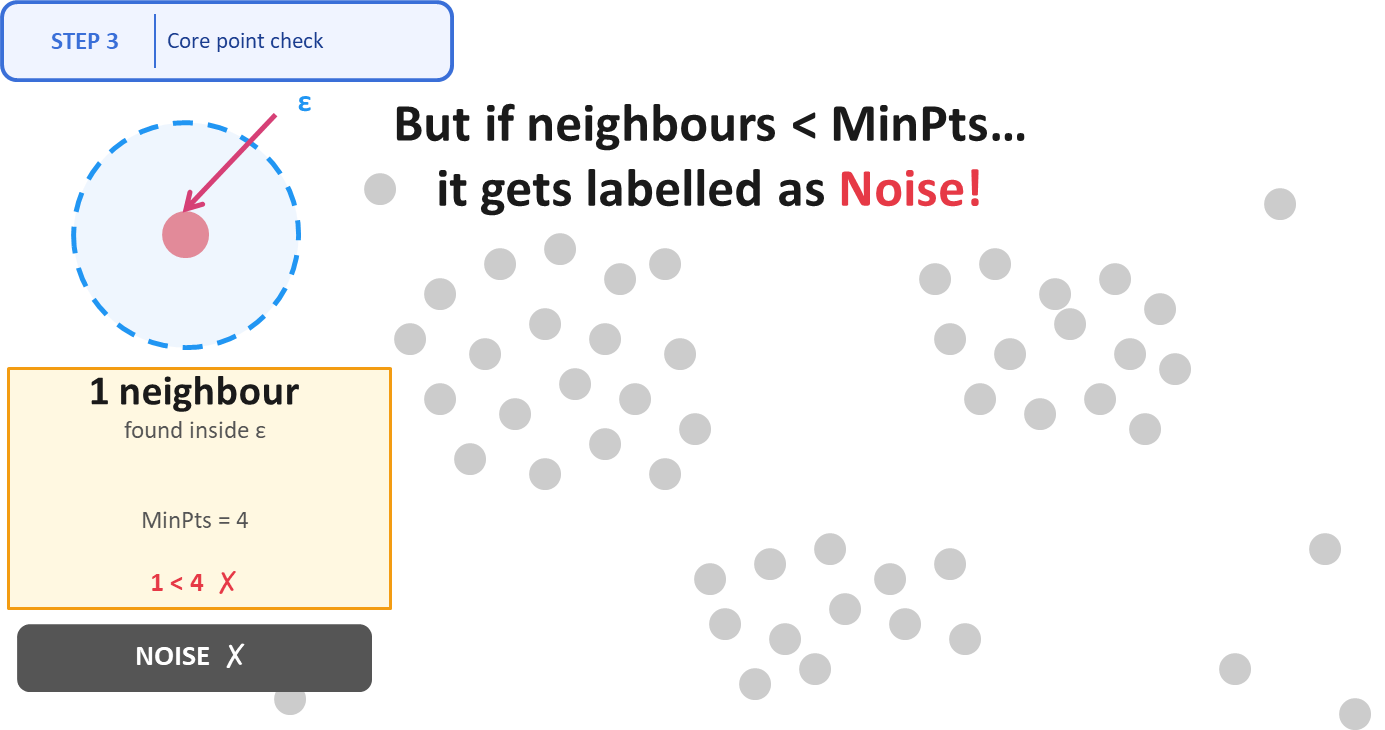 STEP 3
Core point check
ε
But if neighbours < MinPts...
it gets labelled as Noise!
1 neighbour
found inside ε
MinPts = 4
1 < 4 ✗
NOISE ✗